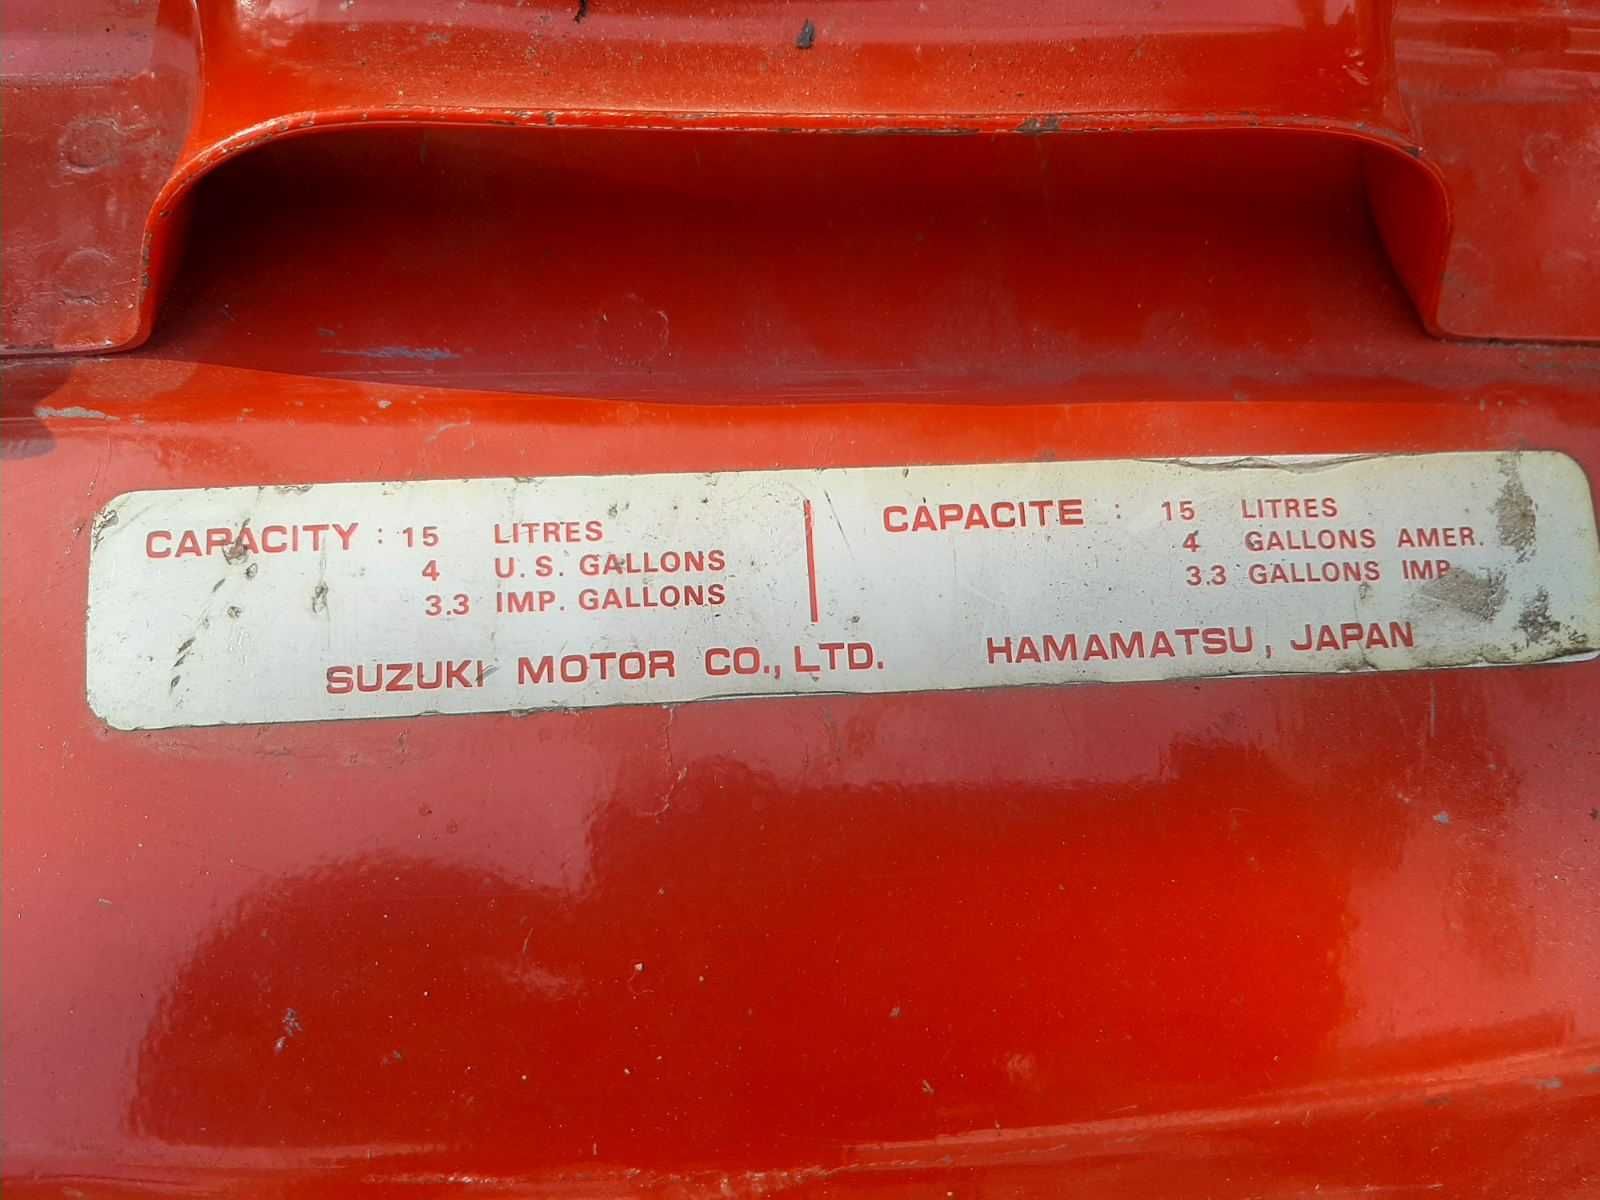 CAPACITY : 15 LITRES
4 U.S. GALLONS
3.3 IMP. GALLONS
CAPACITE : 15 LITRES
4 GALLONS AMER.
3.3 GALLONS IMP
SUZUKI MOTOR CO., LTD. HAMAMATSU, JAPAN